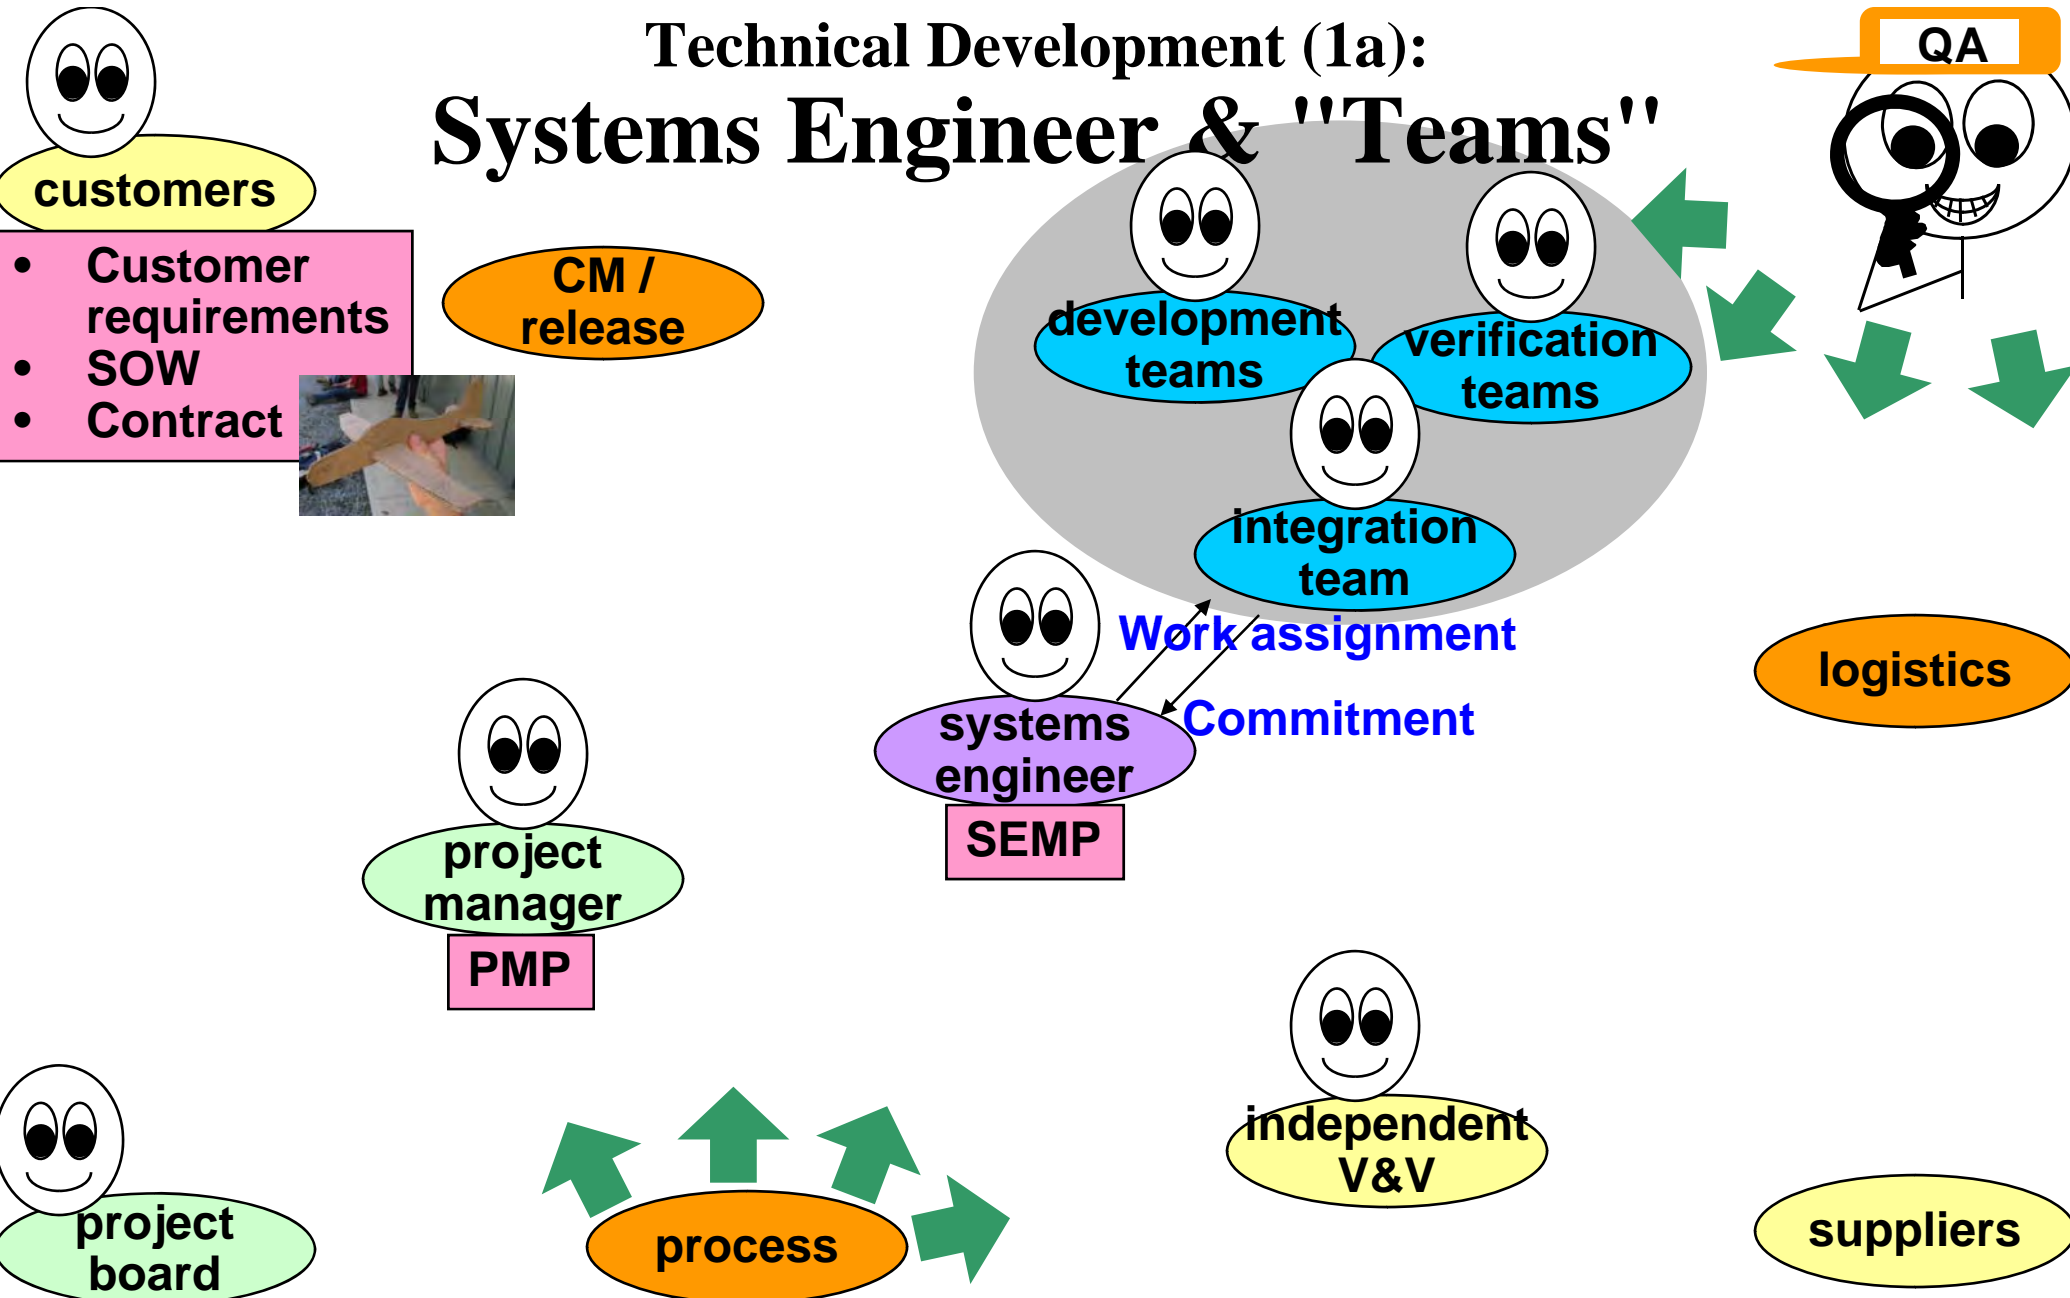 Technical Development (1a):
Systems Engineer & "Teams"
QA
customers
• Customer
requirements
• SOW
• Contract
CM /
release
development
teams
verification
teams
integration
team
Work assignment
Commitment
systems
engineer
SEMP
logistics
project
manager
PMP
independent
V&V
project
board
process
suppliers